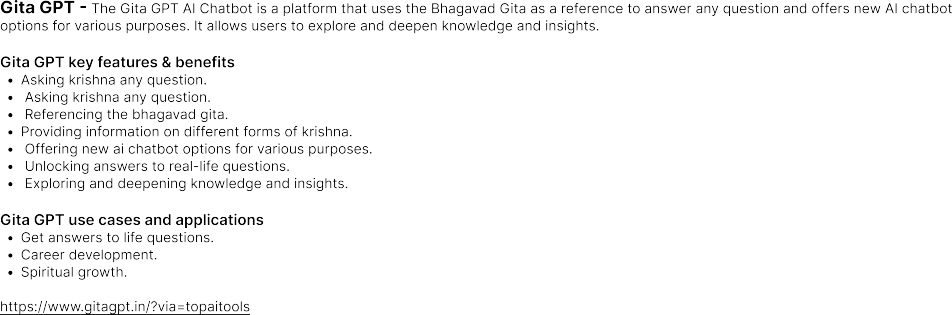 Gita GPT - The Gita GPT AI Chatbot is a platform that uses the Bhagavad Gita as a reference to answer any question and offers new AI chatbot
options for various purposes. It allows users to explore and deepen knowledge and insights.
Gita GPT key features & benefits
• Asking krishna any question.
• Asking krishna any question.
• Referencing the bhagavad gita.
• Providing information on different forms of krishna.
• Offering new ai chatbot options for various purposes.
• Unlocking answers to real-life questions.
• Exploring and deepening knowledge and insights.
Gita GPT use cases and applications
• Get answers to life questions.
• Career development.
• Spiritual growth.
https://www.gitagpt.in/?via=topaitools